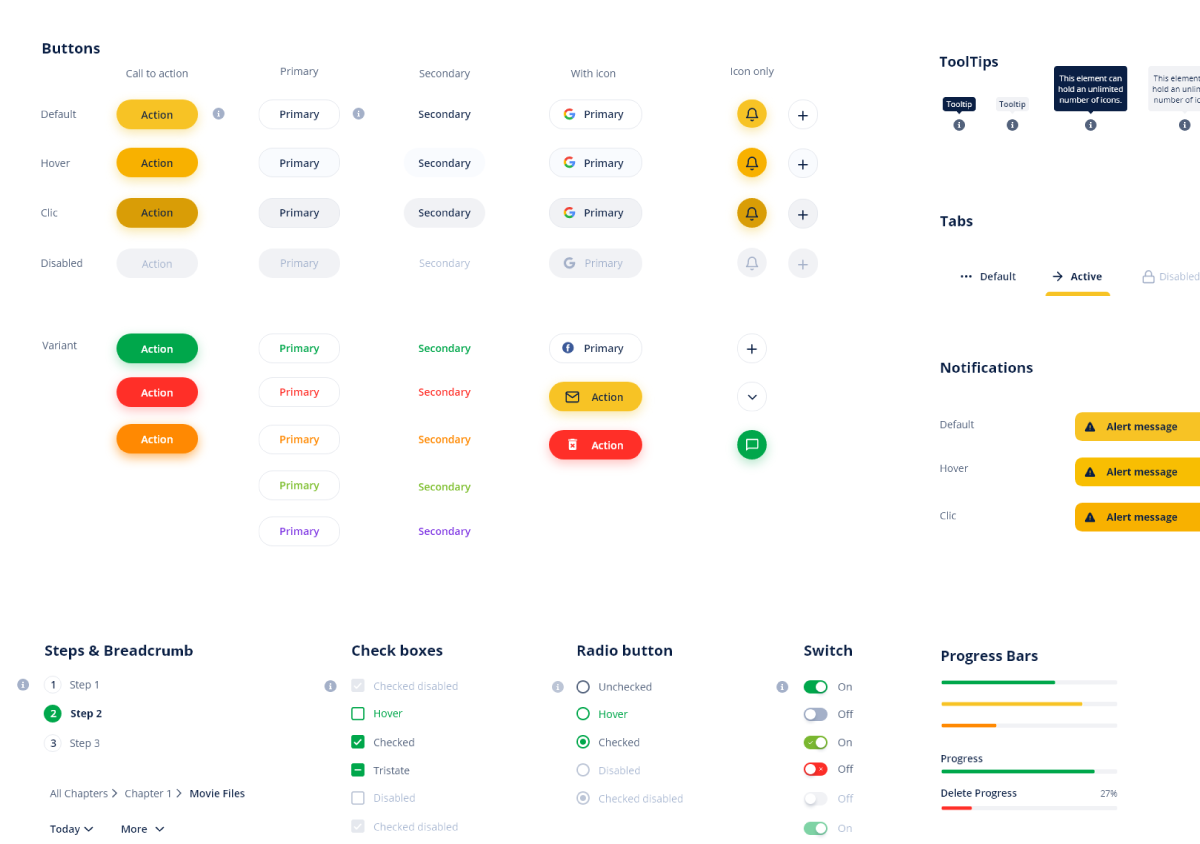 Buttons
Call to action
Primary
Secondary
With icon
Icon only
Default
Action
Primary
Secondary
Primary
Hover
Action
Primary
Secondary
Primary
Clic
Action
Primary
Secondary
Primary
Disabled
Action
Primary
Secondary
Primary
Variant
Action
Primary
Secondary
Primary
Action
Primary
Secondary
Action
Action
Primary
Secondary
Action
Primary
Secondary
Primary
Secondary
ToolTips
Tooltip
Tooltip
This element can
hold an unlimited
number of icons.
This element
hold an unlin
number of ic
Tabs
Default
Active
Disabled
Notifications
Default
Alert message
Hover
Alert message
Clic
Alert message
Steps & Breadcrumb
1 Step 1
2 Step 2
3 Step 3
All Chapters Chapter 1 Movie Files
Today More
Check boxes
Checked disabled
Hover
Checked
Tristate
Disabled
Checked disabled
Radio button
Unchecked
Hover
Checked
Disabled
Checked disabled
Switch
On
Off
On
Off
Off
On
Progress Bars
Progress
Delete Progress 27%